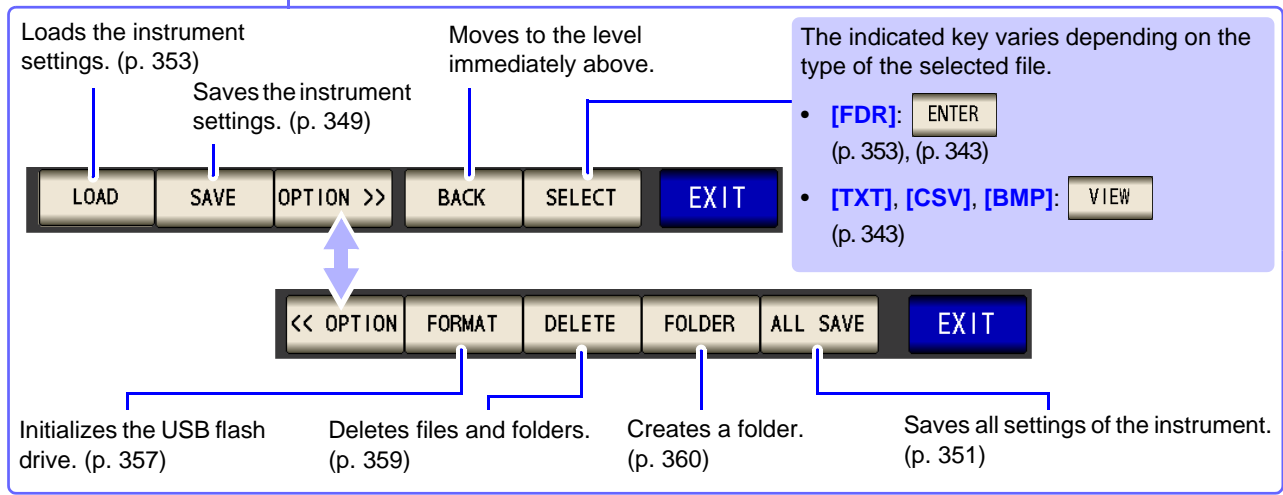 Loads the instrument
settings. (p. 353)
Saves the instrument
settings. (p. 349)
Moves to the level
immediately above.
The indicated key varies depending on the
type of the selected file.
• [FDR]: ENTER
(p. 353), (p. 343)
• [TXT], [CSV], [BMP]: VIEW
(p. 343)
LOAD SAVE OPTION >> BACK SELECT EXIT
<< OPTION FORMAT DELETE FOLDER ALL SAVE EXIT
Initializes the USB flash
drive. (p. 357)
Deletes files and folders.
(p. 359)
Creates a folder.
(p. 360)
Saves all settings of the instrument.
(p. 351)